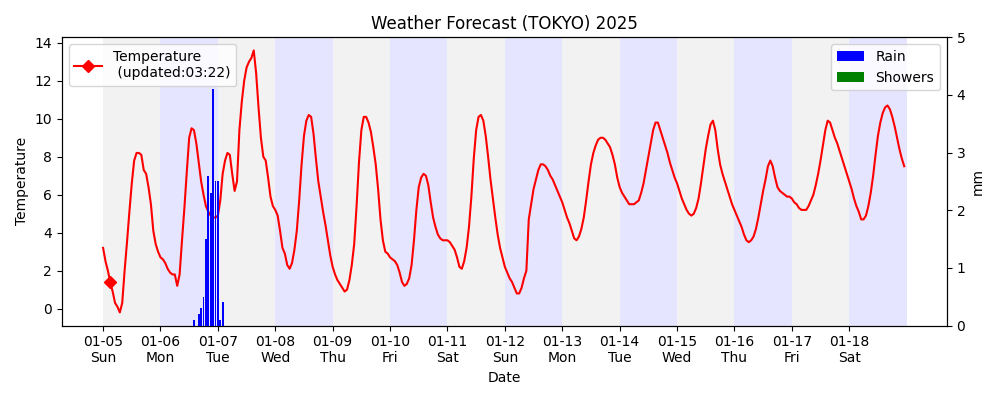 Weather Forecast (TOKYO) 2025
Temperature
(updated:03:22)
Rain
Showers
14
12
10
8
6
4
2
0
Temperature
5
4
3
2
1
0
mm
01-05 01-06 01-07 01-08 01-09 01-10 01-11 01-12 01-13 01-14 01-15 01-16 01-17 01-18
Sun Mon Tue Wed Thu Fri Sat Sun Mon Tue Wed Thu Fri Sat
Date